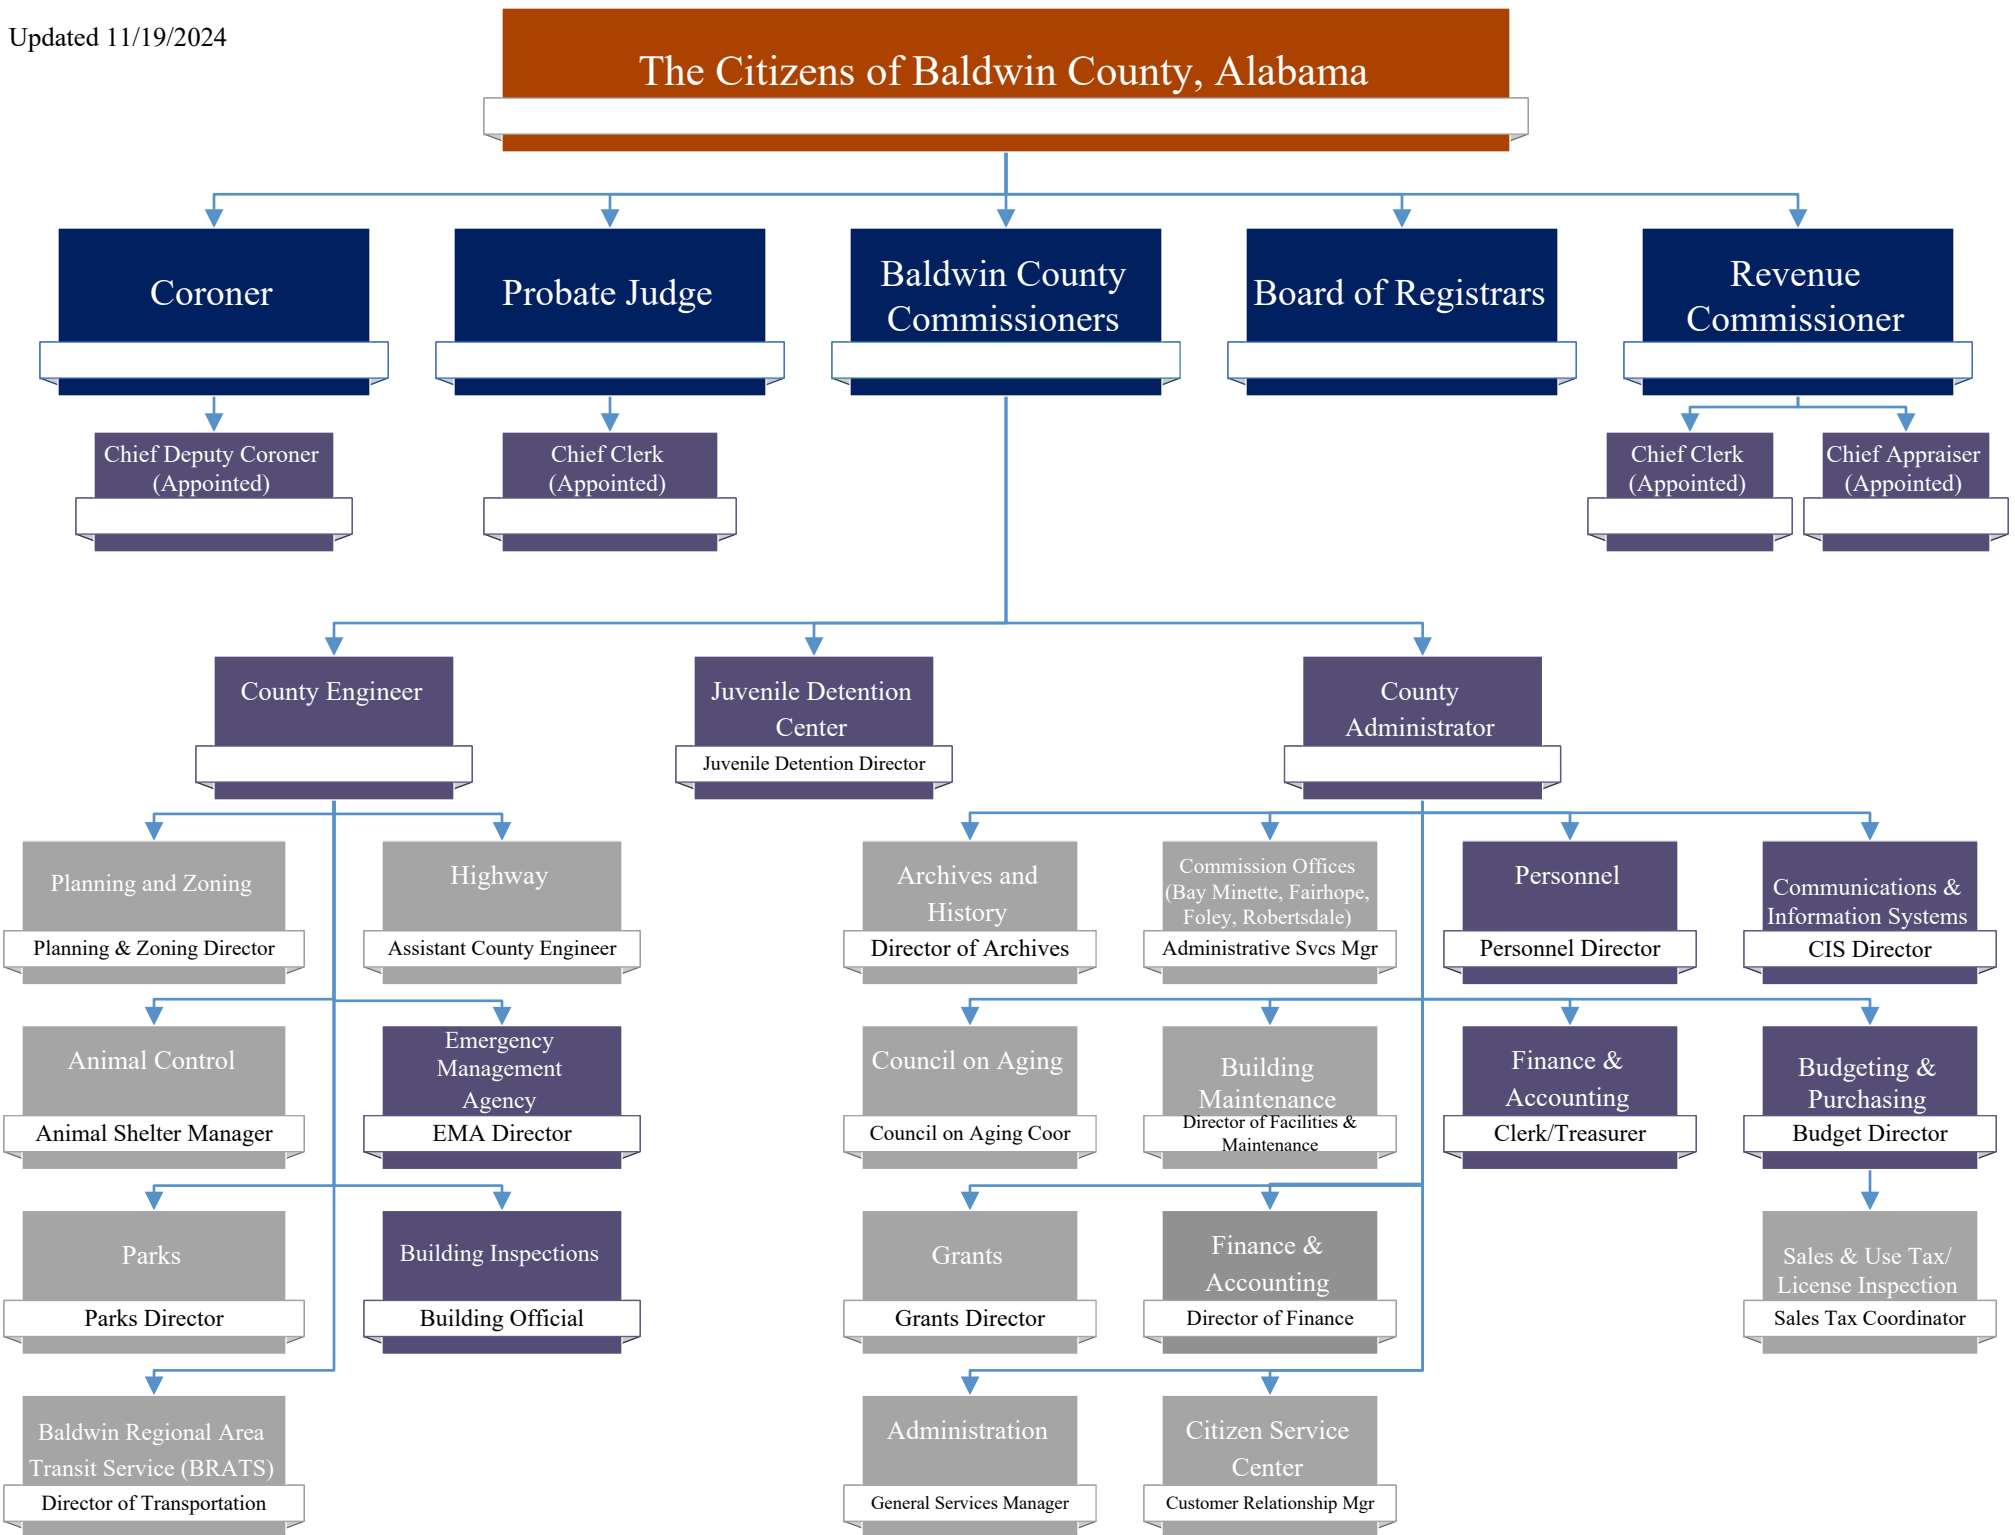 Updated 11/19/2024
The Citizens of Baldwin County, Alabama
Coroner
Probate Judge
Baldwin County
Commissioners
Board of Registrars
Revenue
Commissioner
Chief Deputy Coroner
(Appointed)
Chief Clerk
(Appointed)
Chief Clerk
(Appointed)
Chief Appraiser
(Appointed)
County Engineer
Juvenile Detention
Center
Juvenile Detention Director
County
Administrator
Planning and Zoning
Planning & Zoning Director
Highway
Assistant County Engineer
Archives and
History
Director of Archives
Commission Offices
(Bay Minette, Fairhope,
Foley, Robertsdale)
Administrative Svcs Mgr
Personnel
Personnel Director
Communications &
Information Systems
CIS Director
Animal Control
Animal Shelter Manager
Emergency
Management
Agency
EMA Director
Council on Aging
Council on Aging Coor
Building
Maintenance
Director of Facilities &
Maintenance
Finance &
Accounting
Clerk/Treasurer
Budgeting &
Purchasing
Budget Director
Parks
Parks Director
Building Inspections
Building Official
Grants
Grants Director
Finance &
Accounting
Director of Finance
Sales & Use Tax/
License Inspection
Sales Tax Coordinator
Baldwin Regional Area
Transit Service (BRATS)
Director of Transportation
Administration
General Services Manager
Citizen Service
Center
Customer Relationship Mgr